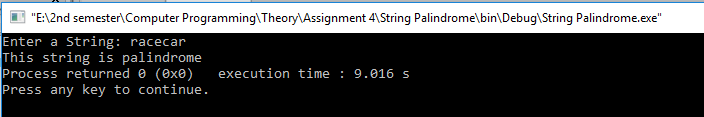 "E:\2nd semester\Computer Programming\Theory\Assignment 4\String Palindrome\bin\Debug\String Palindrome.exe"
Enter a String: racecar
This string is palindrome
Process returned 0 (0x0)   execution time : 9.016 s
Press any key to continue.